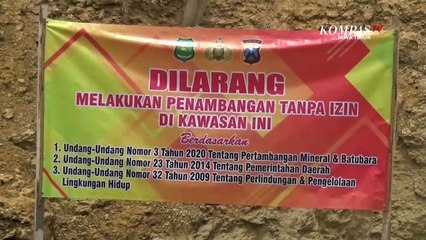 KOMPAS TV
JAWA TIMUR
DILARANG
MELAKUKAN PENAMBANGAN TANPA IZIN
DI KAWASAN INI
Berdasarkan
1. Undang-Undang Nomor 3 Tahun 2020 Tentang Pertambangan Mineral & Batubara
2. Undang-Undang Nomor 23 Tahun 2014 Tentang Pemerintahan Daerah
3. Undang-Undang Nomor 32 Tahun 2009 Tentang Perlindungan & Pengelolaan
Lingkungan Hidup